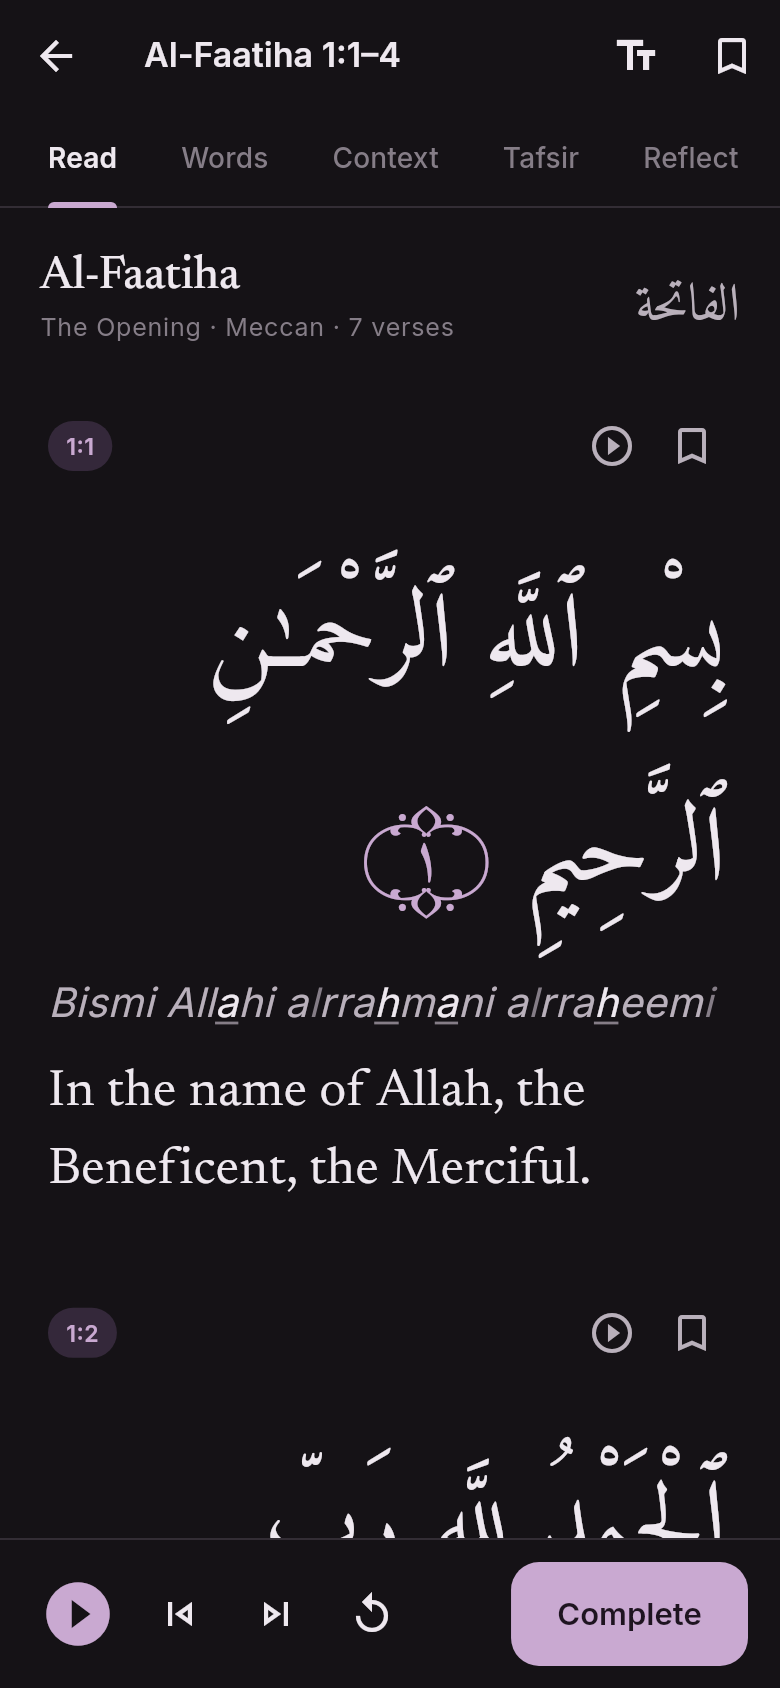 Al-Faatiha 1:1–4
Read Words Context Tafsir Reflect
Al-Faatiha
الفاتحة
The Opening · Meccan · 7 verses
1:1
بِسْمِ ٱللَّهِ ٱلرَّحْمَـٰنِ
ٱلرَّحِيمِ ١
Bismi Allahi alrrahmani alrraheemi
In the name of Allah, the
Beneficent, the Merciful.
1:2
ٱلْحَمْدُ لِلَّهِ رَبِّ
Complete